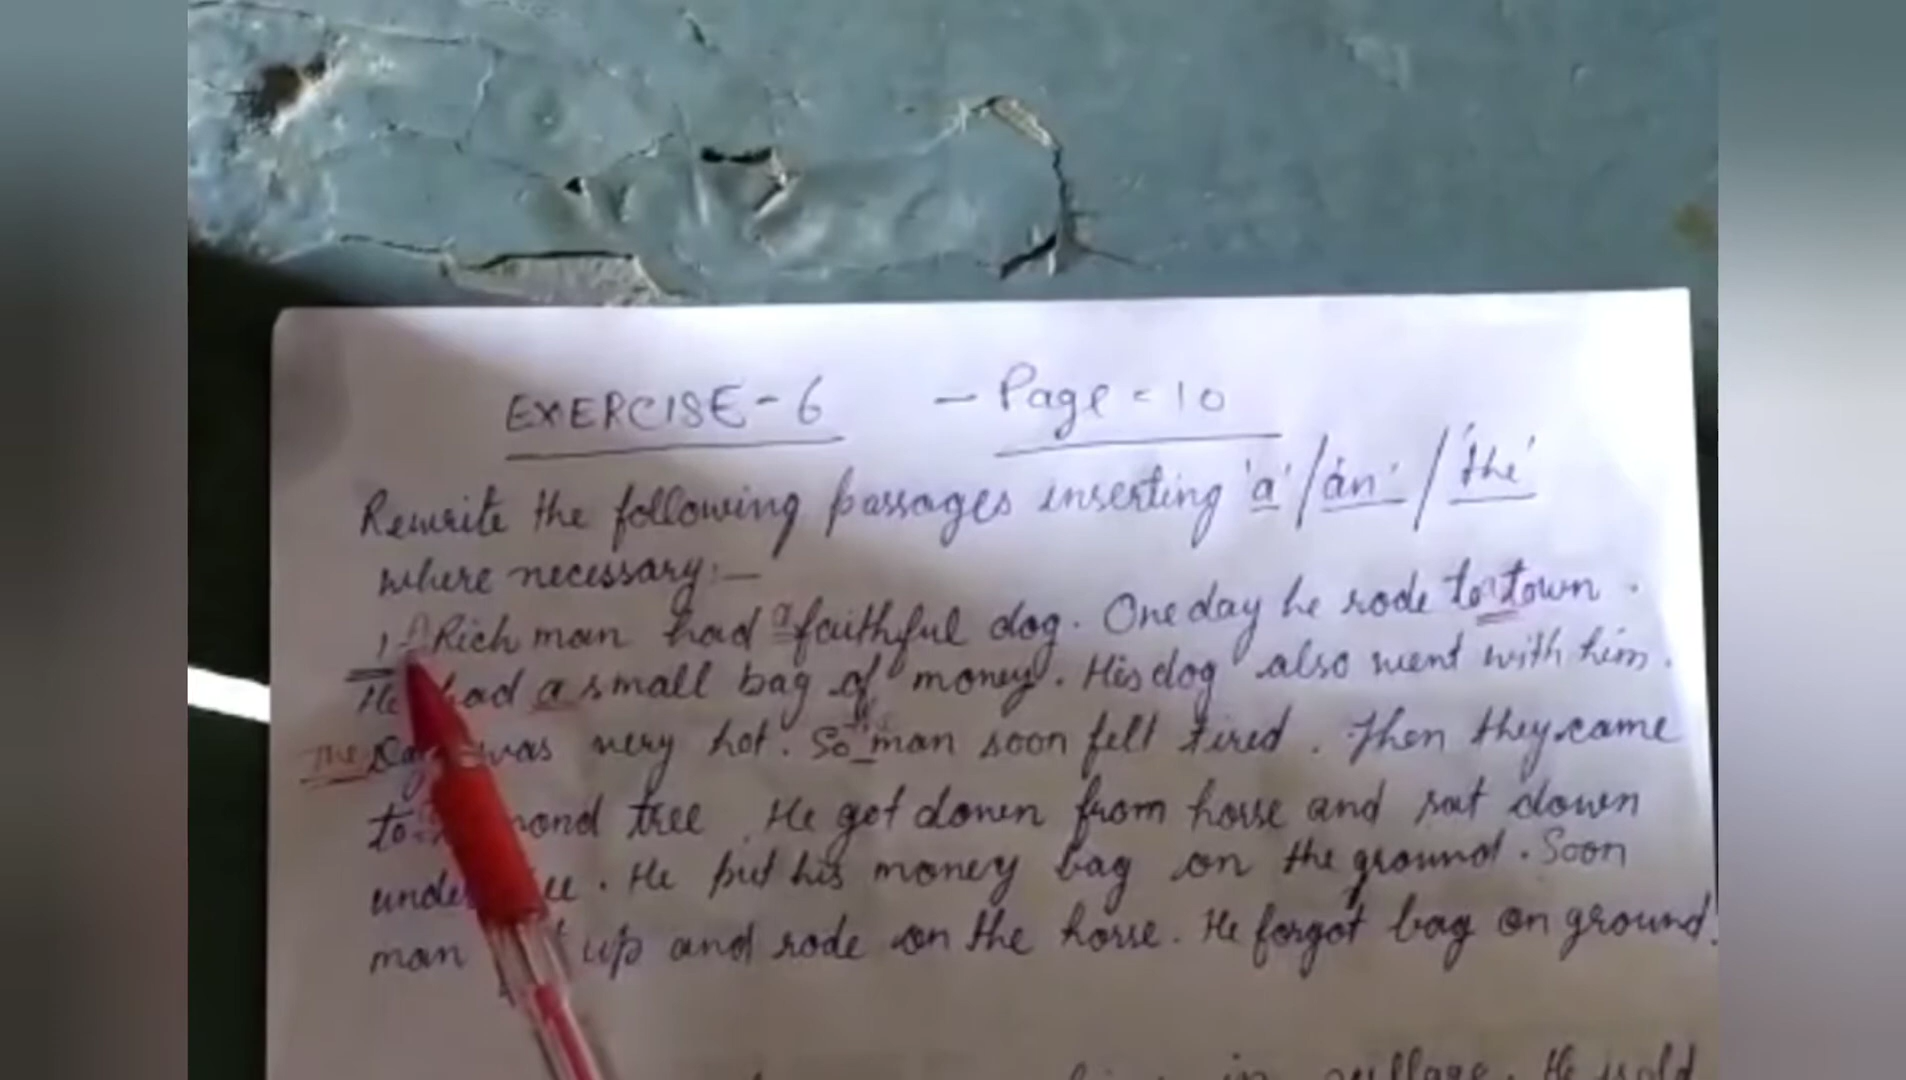 EXERCISE-6 - Page = 10
Rewrite the following passages inserting 'a' / 'an' / 'the'
where necessary:—
1. A Rich man had a faithful dog. One day he rode to town.
He had a small bag of money. His dog also went with him.
The was very hot. So man soon felt tired. Then they came
to tree. He got down from horse and sat down
under. He put his money bag on the ground. Soon
man up and rode on the horse. He forgot bag on ground.
in village. He sold